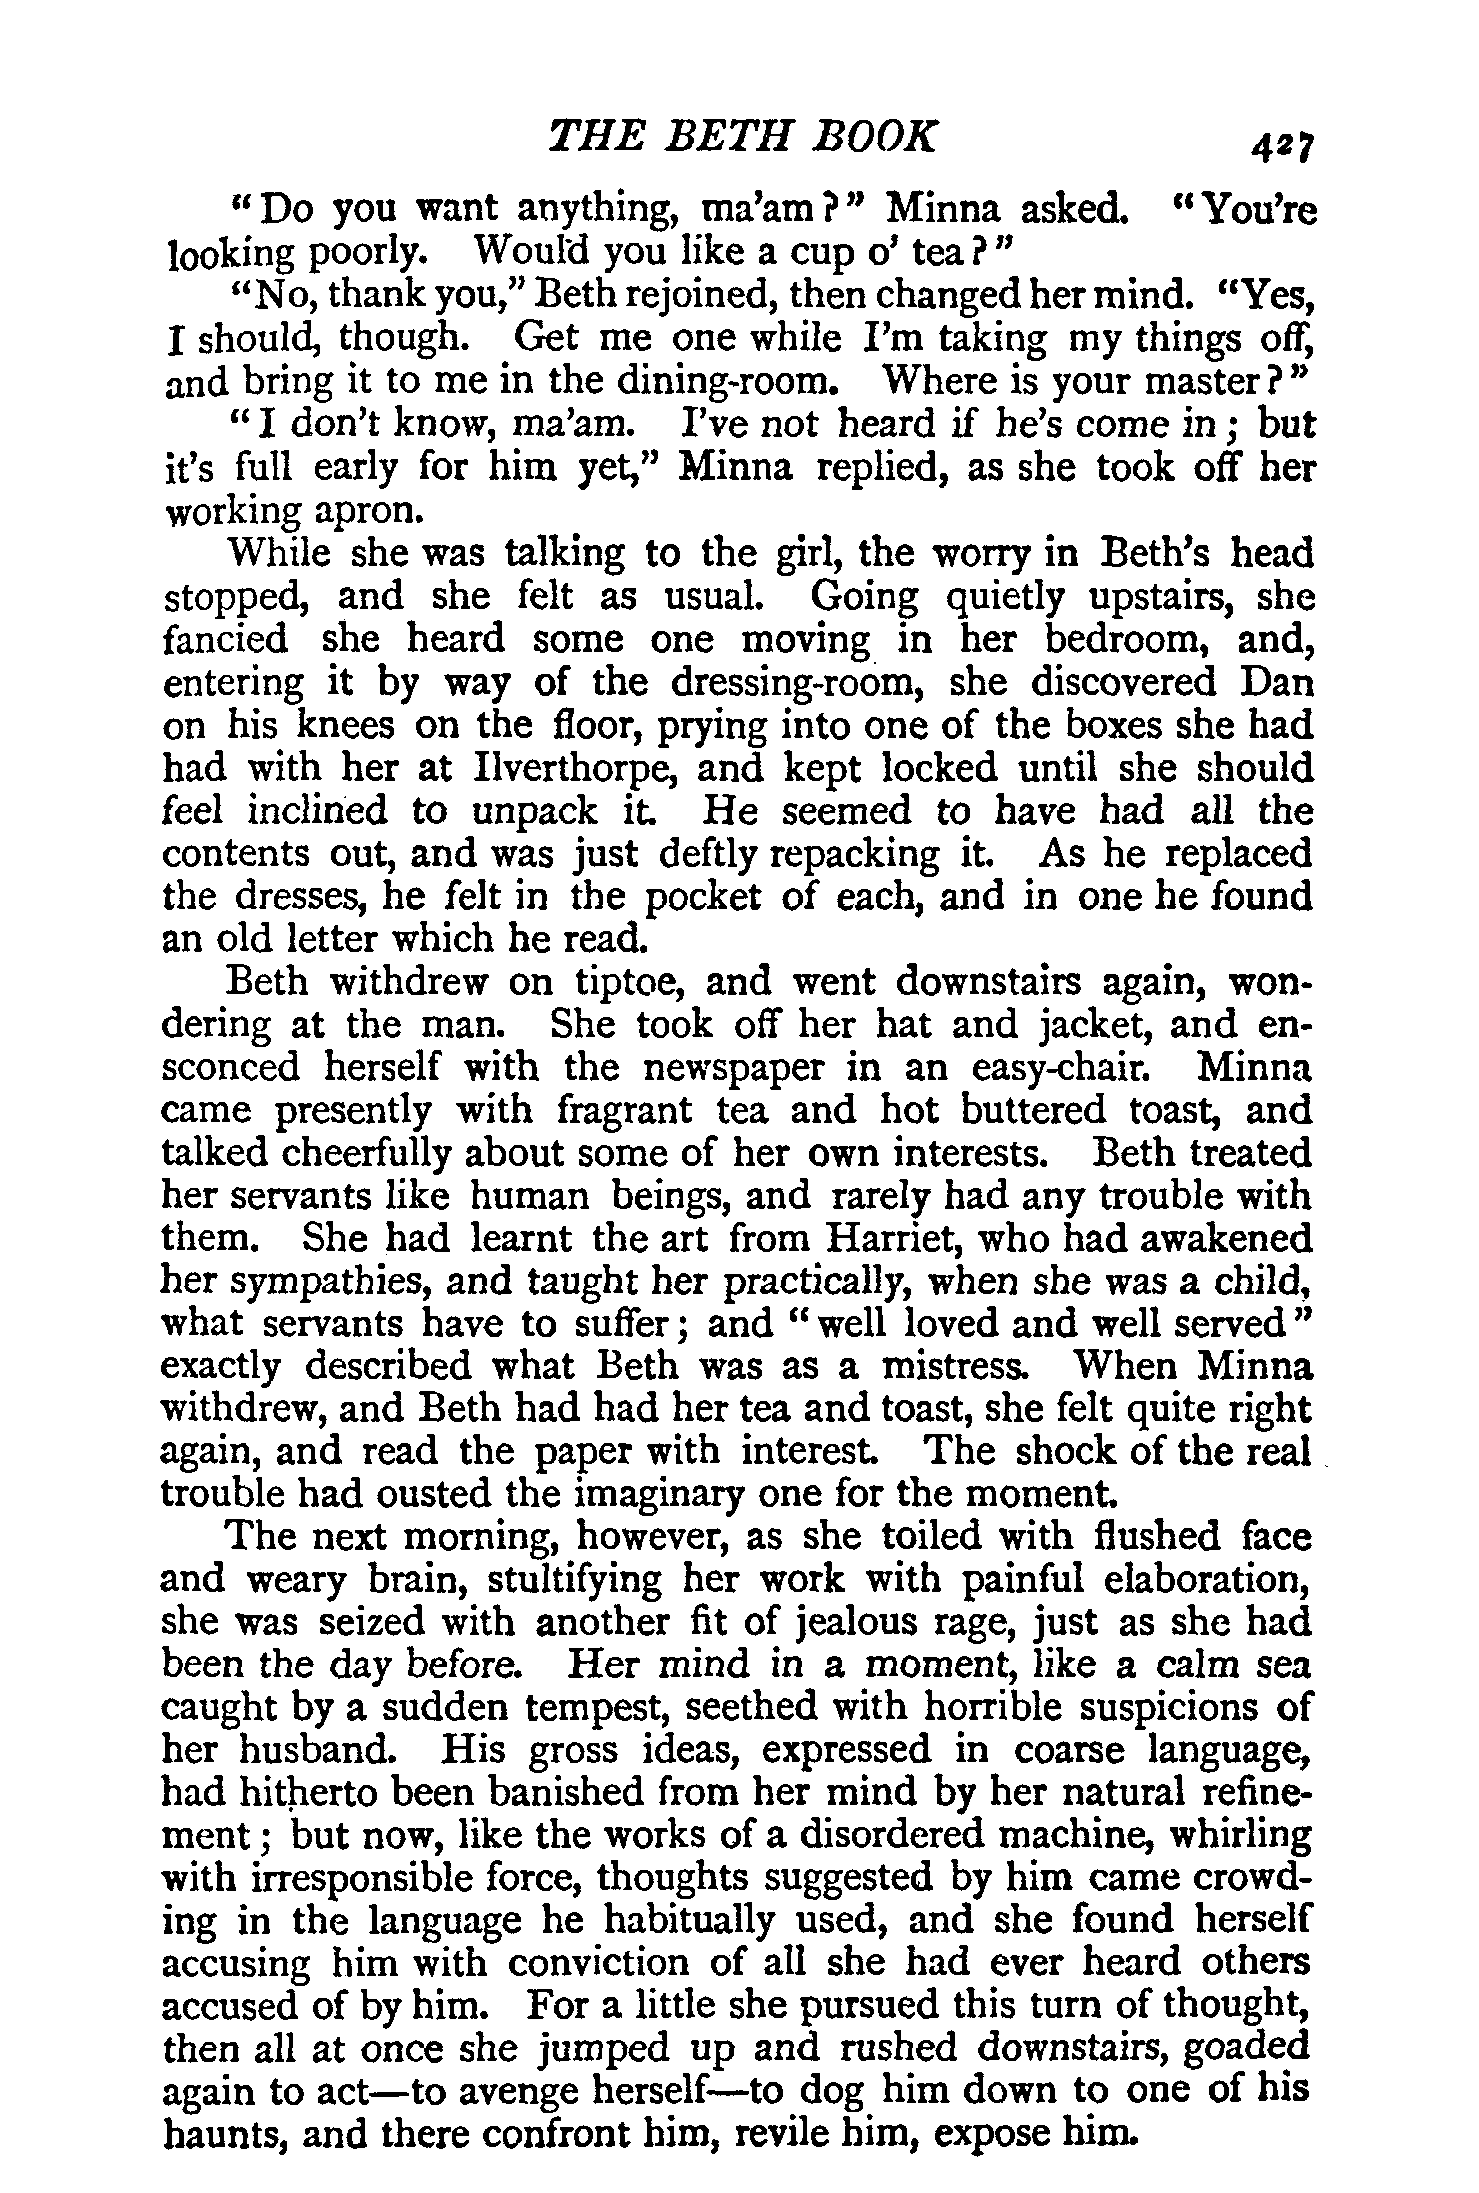 THE BETH BOOK 427
“Do you want anything, ma’am?” Minna asked. “You’re
looking poorly. Would you like a cup o’ tea?”
“No, thank you,” Beth rejoined, then changed her mind. “Yes,
I should, though. Get me one while I’m taking my things off,
and bring it to me in the dining-room. Where is your master?”
“I don’t know, ma’am. I’ve not heard if he’s come in; but
it’s full early for him yet,” Minna replied, as she took off her
working apron.
While she was talking to the girl, the worry in Beth’s head
stopped, and she felt as usual. Going quietly upstairs, she
fancied she heard some one moving in her bedroom, and,
entering it by way of the dressing-room, she discovered Dan
on his knees on the floor, prying into one of the boxes she had
had with her at Ilverthorpe, and kept locked until she should
feel inclined to unpack it. He seemed to have had all the
contents out, and was just deftly repacking it. As he replaced
the dresses, he felt in the pocket of each, and in one he found
an old letter which he read.
Beth withdrew on tiptoe, and went downstairs again, won-
dering at the man. She took off her hat and jacket, and en-
sconced herself with the newspaper in an easy-chair. Minna
came presently with fragrant tea and hot buttered toast, and
talked cheerfully about some of her own interests. Beth treated
her servants like human beings, and rarely had any trouble with
them. She had learnt the art from Harriet, who had awakened
her sympathies, and taught her practically, when she was a child,
what servants have to suffer; and “well loved and well served”
exactly described what Beth was as a mistress. When Minna
withdrew, and Beth had had her tea and toast, she felt quite right
again, and read the paper with interest. The shock of the real
trouble had ousted the imaginary one for the moment.
The next morning, however, as she toiled with flushed face
and weary brain, stultifying her work with painful elaboration,
she was seized with another fit of jealous rage, just as she had
been the day before. Her mind in a moment, like a calm sea
caught by a sudden tempest, seethed with horrible suspicions of
her husband. His gross ideas, expressed in coarse language,
had hitherto been banished from her mind by her natural refine-
ment; but now, like the works of a disordered machine, whirling
with irresponsible force, thoughts suggested by him came crowd-
ing in the language he habitually used, and she found herself
accusing him with conviction of all she had ever heard others
accused of by him. For a little she pursued this turn of thought,
then all at once she jumped up and rushed downstairs, goaded
again to act—to avenge herself—to dog him down to one of his
haunts, and there confront him, revile him, expose him.